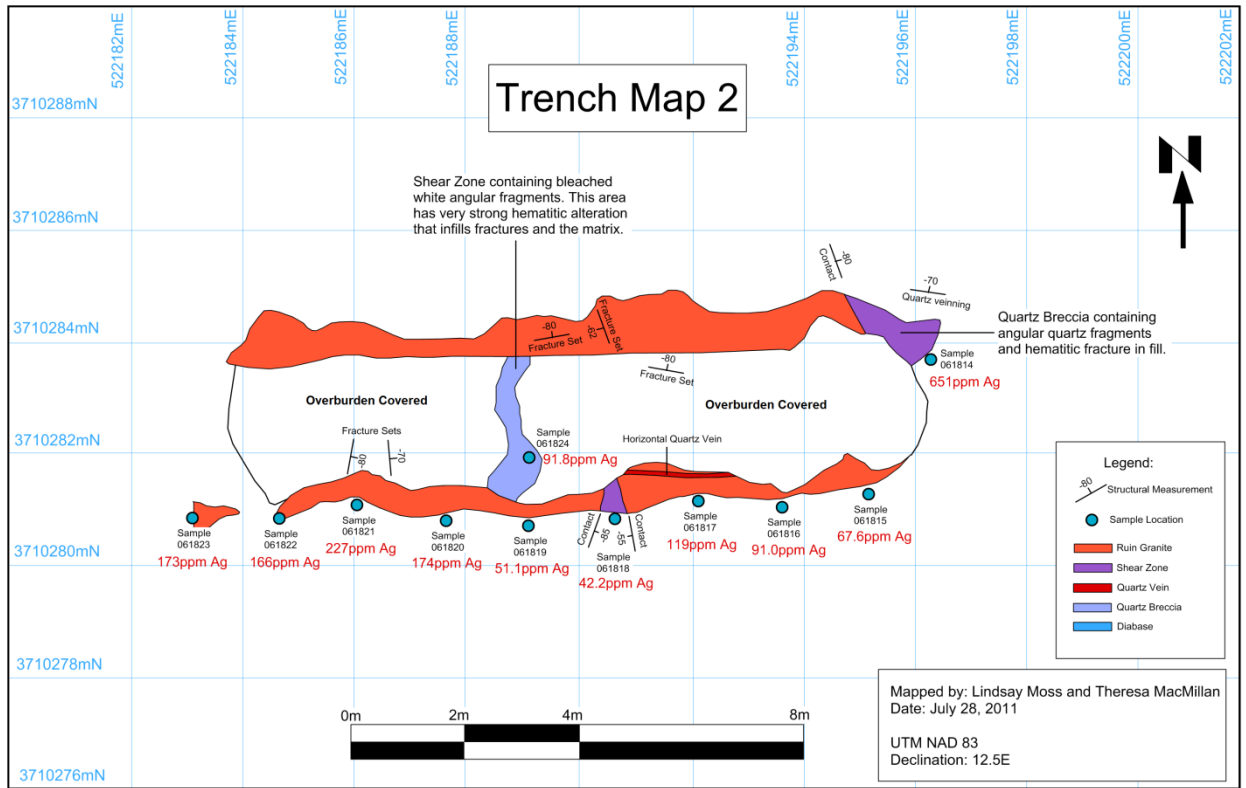 522182mE
522184mE
522186mE
522188mE
522194mE
522196mE
522198mE
522200mE
522202mE
3710288mN
Trench Map 2
N
Shear Zone containing bleached
white angular fragments. This area
has very strong hematitic alteration
that infills fractures and the matrix.
3710286mN
-80
Contact
-70
Quartz veinning
3710284mN
-80
Fracture Set
-62
Fracture Set
Quartz Breccia containing
angular quartz fragments
and hematitic fracture in fill.
-80
Fracture Set
Sample
061814
651ppm Ag
Overburden Covered
Overburden Covered
3710282mN
Fracture Sets
-80
-70
Sample
061824
91.8ppm Ag
Horizontal Quartz Vein
3710280mN
Sample
061823
173ppm Ag
Sample
061822
166ppm Ag
Sample
061821
227ppm Ag
Sample
061820
174ppm Ag
Sample
061819
51.1ppm Ag
Contact
-85
-55
Contact
Sample
061818
42.2ppm Ag
Sample
061817
119ppm Ag
Sample
061816
91.0ppm Ag
Sample
061815
67.6ppm Ag
Legend:
-80
Structural Measurement
Sample Location
Ruin Granite
Shear Zone
Quartz Vein
Quartz Breccia
Diabase
3710278mN
0m
2m
4m
8m
Mapped by: Lindsay Moss and Theresa MacMillan
Date: July 28, 2011
UTM NAD 83
Declination: 12.5E
3710276mN